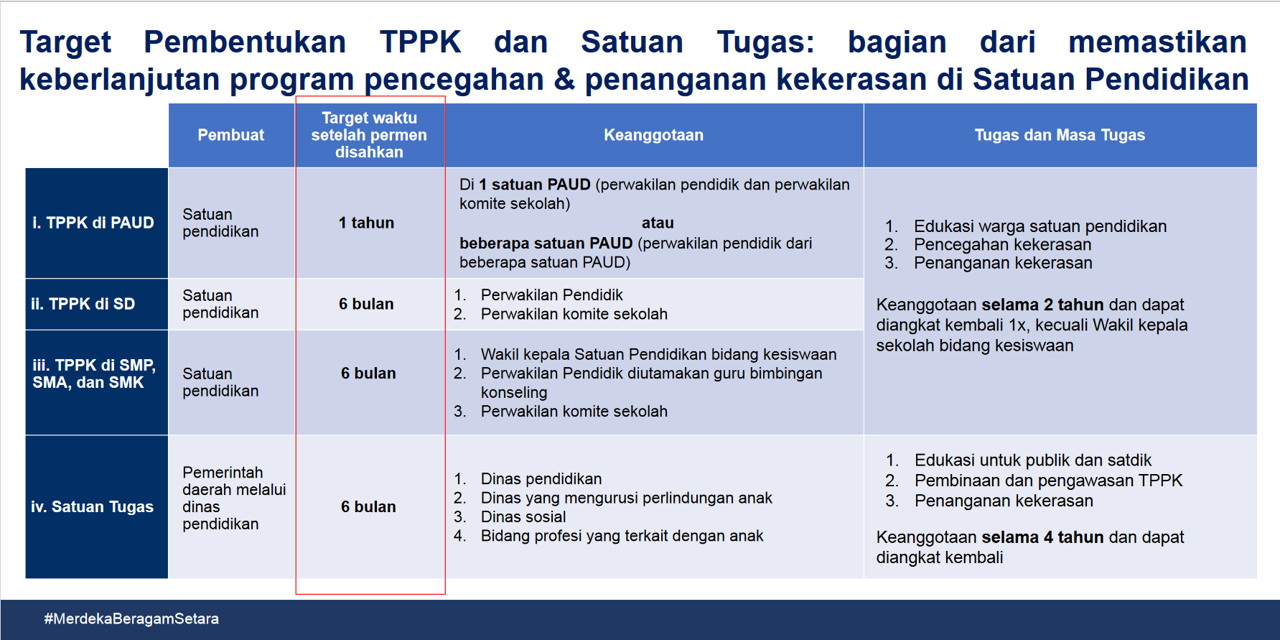 Target Pembentukan TPPK dan Satuan Tugas: bagian dari memastikan
keberlanjutan program pencegahan & penanganan kekerasan di Satuan Pendidikan
Pembuat
Target waktu
setelah permen
disahkan
Keanggotaan
Tugas dan Masa Tugas
i. TPPK di PAUD
Satuan
pendidikan
1 tahun
Di 1 satuan PAUD (perwakilan pendidik dan perwakilan
komite sekolah)
atau
beberapa satuan PAUD (perwakilan pendidik dari
beberapa satuan PAUD)
1. Edukasi warga satuan pendidikan
2. Pencegahan kekerasan
3. Penanganan kekerasan
Keanggotaan selama 2 tahun dan dapat
diangkat kembali 1x, kecuali Wakil kepala
sekolah bidang kesiswaan
ii. TPPK di SD
Satuan
pendidikan
6 bulan
1. Perwakilan Pendidik
2. Perwakilan komite sekolah
iii. TPPK di SMP,
SMA, dan SMK
Satuan
pendidikan
6 bulan
1. Wakil kepala Satuan Pendidikan bidang kesiswaan
2. Perwakilan Pendidik diutamakan guru bimbingan
konseling
3. Perwakilan komite sekolah
iv. Satuan Tugas
Pemerintah
daerah melalui
dinas
pendidikan
6 bulan
1. Dinas pendidikan
2. Dinas yang mengurusi perlindungan anak
3. Dinas sosial
4. Bidang profesi yang terkait dengan anak
1. Edukasi untuk publik dan satdik
2. Pembinaan dan pengawasan TPPK
3. Penanganan kekerasan
Keanggotaan selama 4 tahun dan dapat
diangkat kembali
#MerdekaBeragamSetara